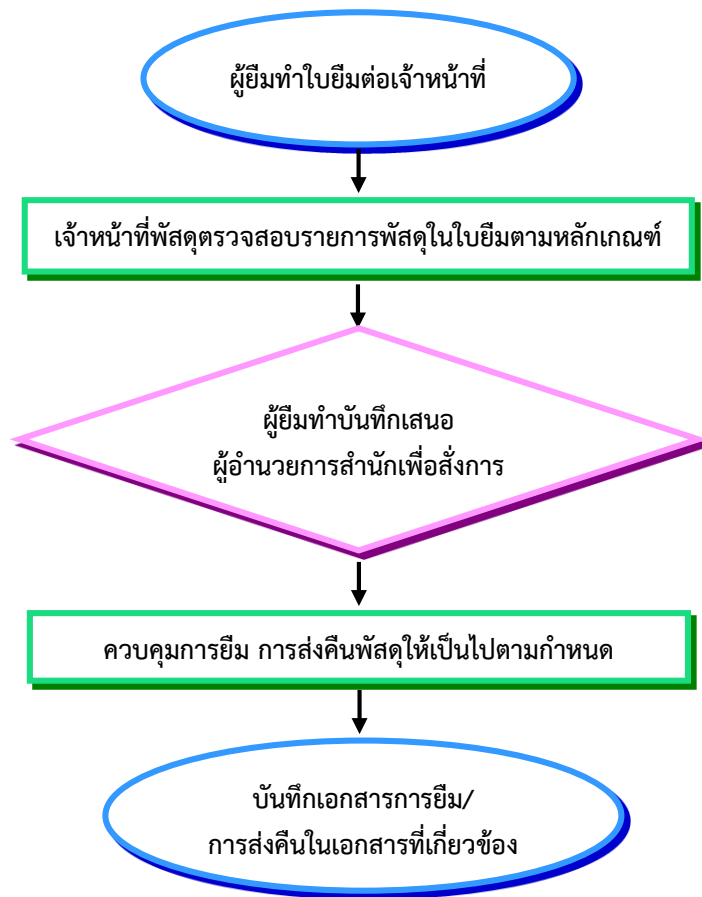 ผู้ยืมทำใบยืมต่อเจ้าหน้าที่
เจ้าหน้าที่พัสดุตรวจสอบรายการพัสดุในใบยืมตามหลักเกณฑ์
ผู้ยืมทำบันทึกเสนอ
ผู้อำนวยการสำนักเพื่อสั่งการ
ควบคุมการยืม การส่งคืนพัสดุให้เป็นไปตามกำหนด
บันทึกเอกสารการยืม/
การส่งคืนในเอกสารที่เกี่ยวข้อง